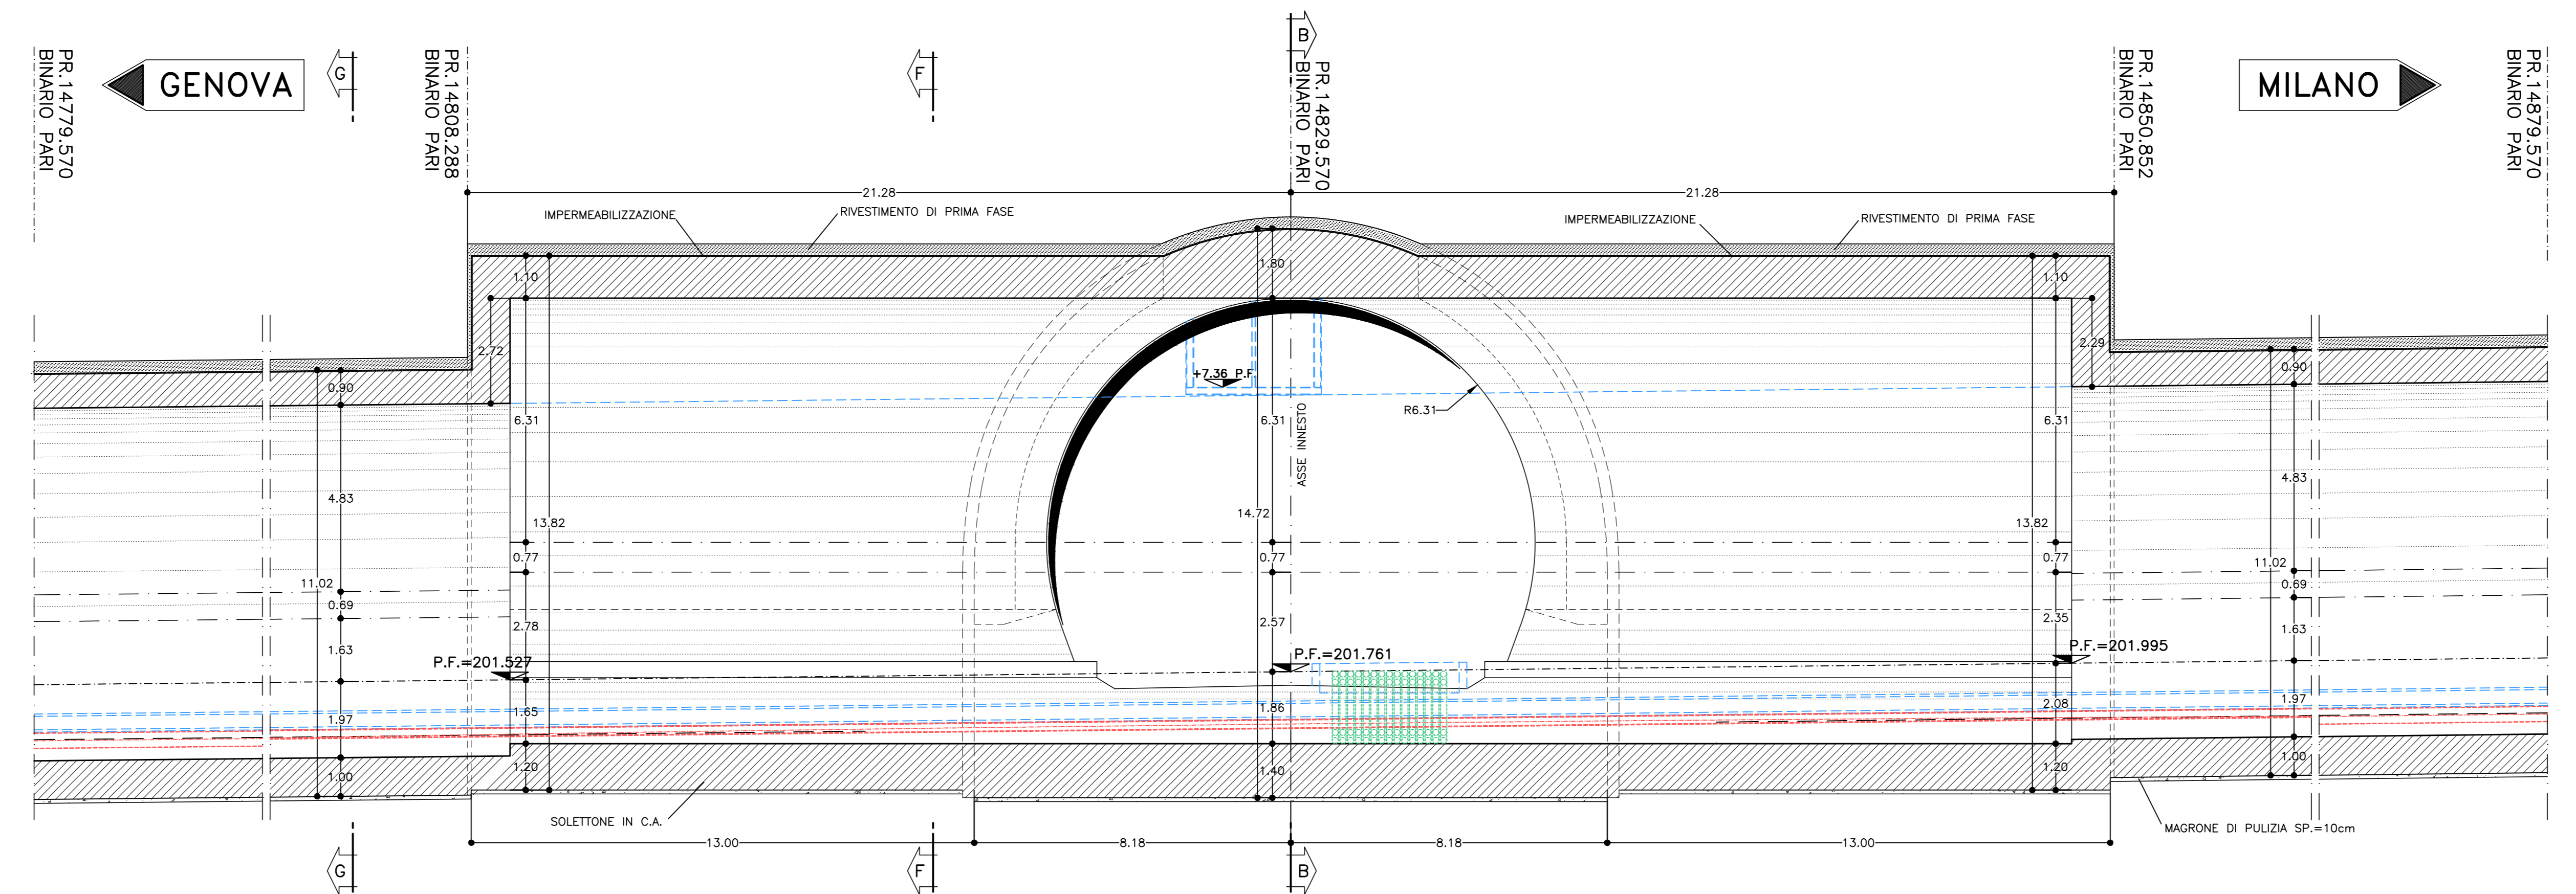 PR.14779.570
BINARIO PARI
GENOVA
G
PR.14808.288
BINARIO PARI
F
B
PR.14829.570
BINARIO PARI
PR.14850.852
BINARIO PARI
MILANO
PR.14879.570
BINARIO PARI
21.28
21.28
IMPERMEABILIZZAZIONE
RIVESTIMENTO DI PRIMA FASE
IMPERMEABILIZZAZIONE
RIVESTIMENTO DI PRIMA FASE
1.10
1.80
1.10
2.72
2.29
0.90
+7.36 P.F.
0.90
R6.31
6.31
6.31
6.31
ASSE INNESTO
4.83
4.83
13.82
14.72
13.82
0.77
0.77
0.77
11.02
11.02
0.69
0.69
2.78
2.57
2.35
1.63
1.63
P.F.=201.527
P.F.=201.761
P.F.=201.995
1.97
1.65
1.86
2.08
1.97
1.00
1.20
1.40
1.20
1.00
SOLETTONE IN C.A.
MAGRONE DI PULIZIA SP.=10cm
13.00
8.18
8.18
13.00
G
F
B